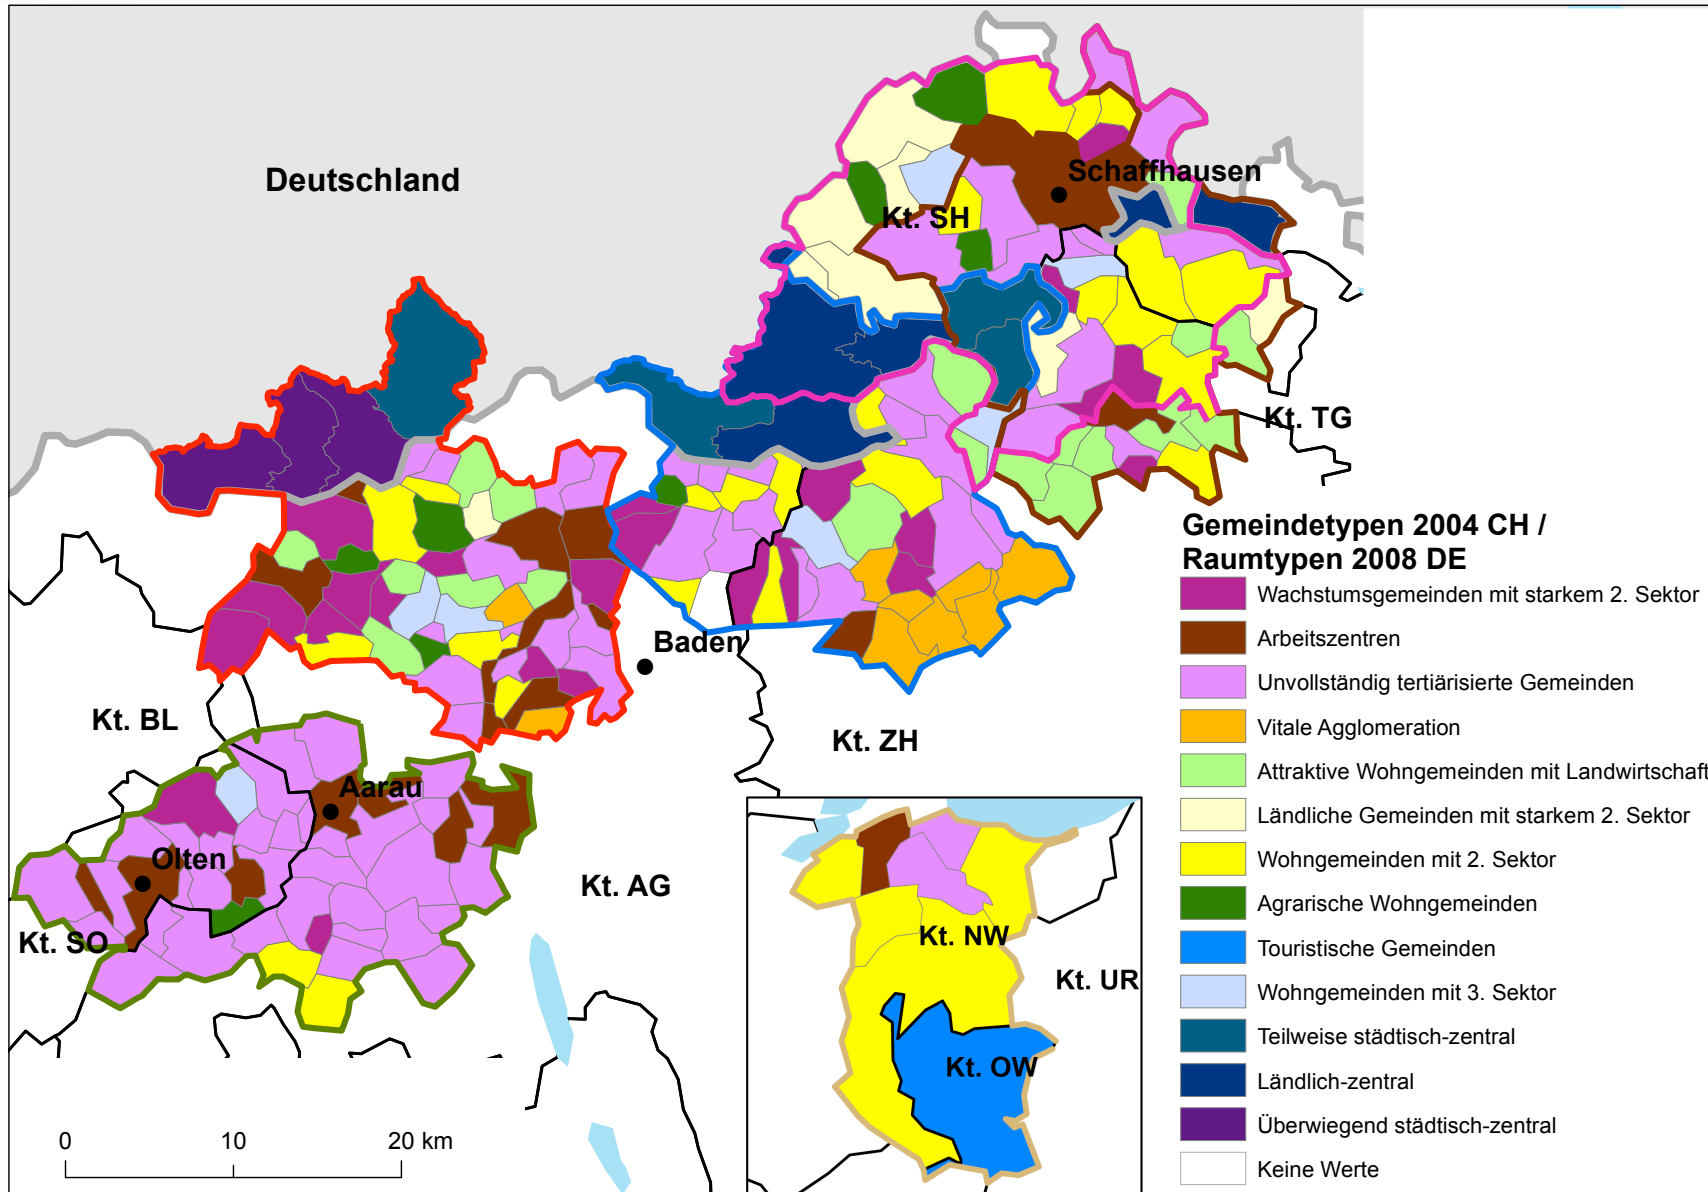 Deutschland
Schaffhausen
Kt. SH
Kt. TG
Baden
Kt. BL
Kt. ZH
Aarau
Olten
Kt. AG
Kt. SO
Kt. NW
Kt. UR
Kt. OW
0 10 20 km
Gemeindetypen 2004 CH /
Raumtypen 2008 DE
Wachstumsgemeinden mit starkem 2. Sektor
Arbeitszentren
Unvollständig tertiärisierte Gemeinden
Vitale Agglomeration
Attraktive Wohngemeinden mit Landwirtschaft
Ländliche Gemeinden mit starkem 2. Sektor
Wohngemeinden mit 2. Sektor
Agrarische Wohngemeinden
Touristische Gemeinden
Wohngemeinden mit 3. Sektor
Teilweise städtisch-zentral
Ländlich-zentral
Überwiegend städtisch-zentral
Keine Werte